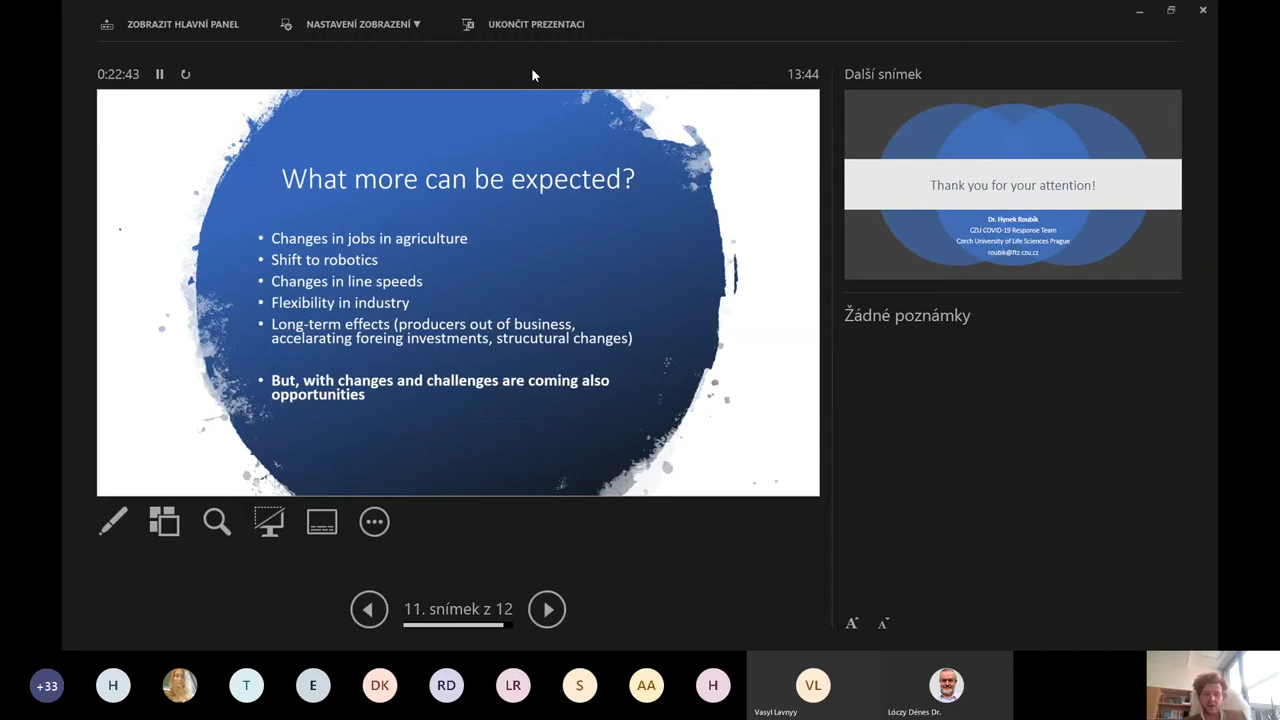 ZOBRAZIT HLAVNÍ PANEL
NASTAVENÍ ZOBRAZENÍ ▼
UKONČIT PREZENTACI
0:22:43
13:44
What more can be expected?
• Changes in jobs in agriculture
• Shift to robotics
• Changes in line speeds
• Flexibility in industry
• Long-term effects (producers out of business,
accelarating foreing investments, strucutural changes)
• But, with changes and challenges are coming also
opportunities
11. snímek z 12
Další snímek
Thank you for your attention!
Dr. Hynek Roubík
CZU COVID-19 Response Team
Czech University of Life Sciences Prague
roubik@ftz.czu.cz
Žádné poznámky
A A
+33
H
T
E
DK
RD
LR
S
AA
H
VL
Vasyl Lavnyy
Lóczy Dénes Dr.